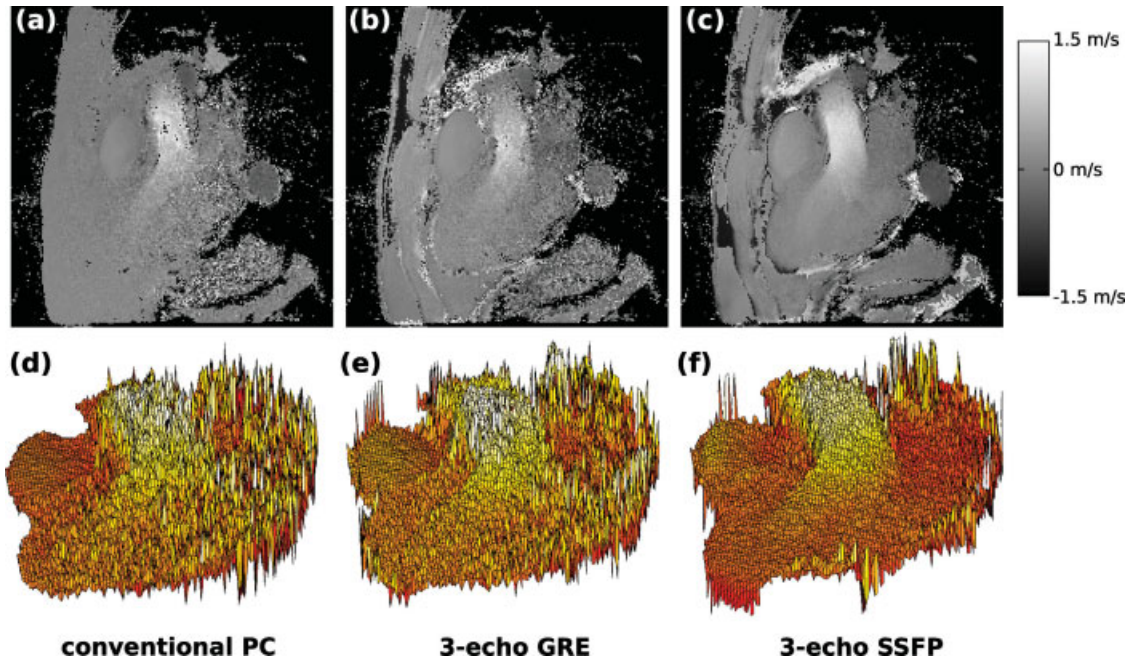 (a)
(b)
(c)
1.5 m/s
0 m/s
-1.5 m/s
(d)
(e)
(f)
conventional PC
3-echo GRE
3-echo SSFP